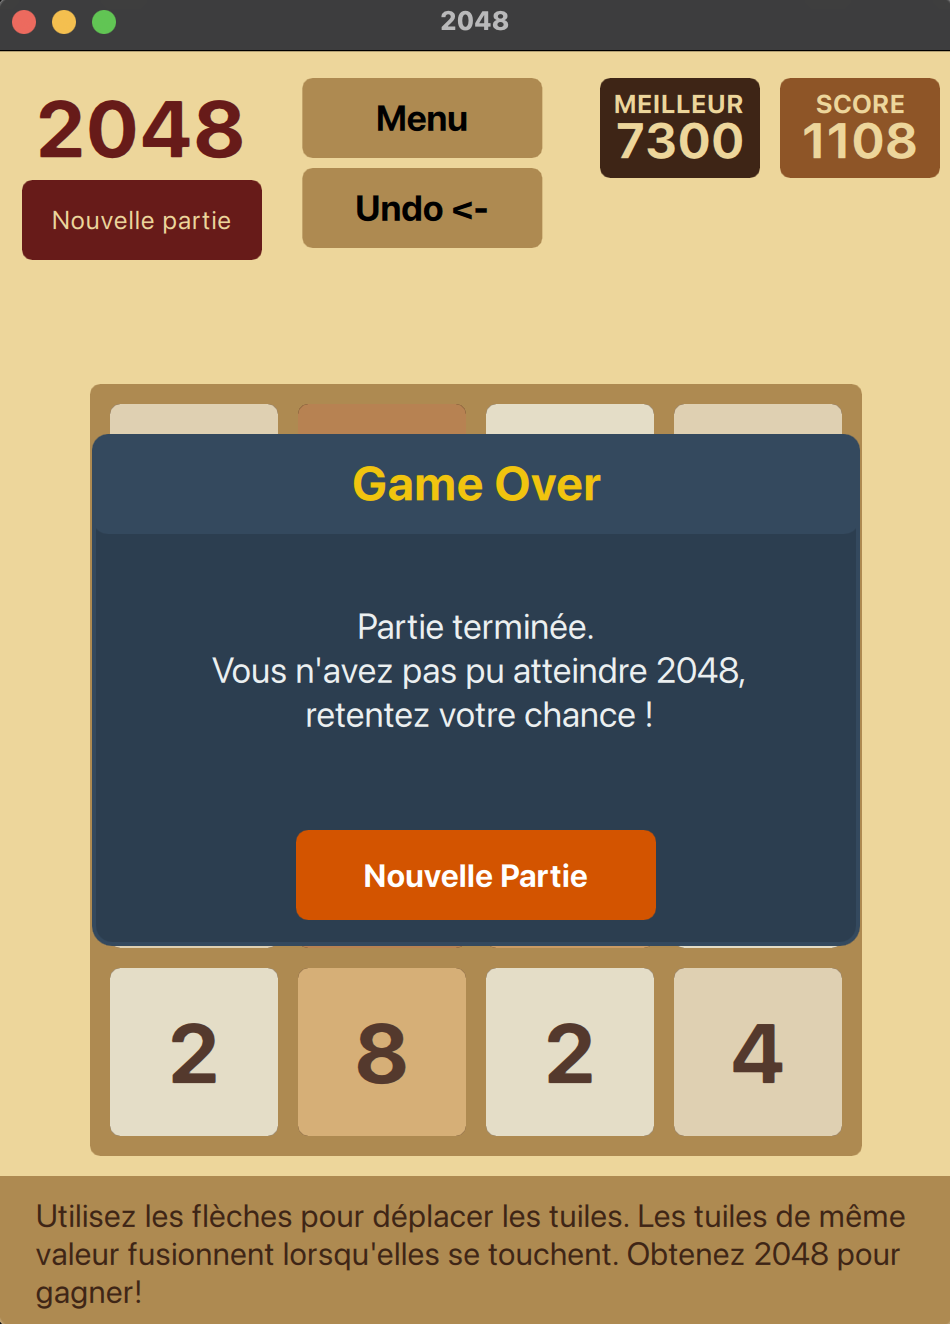 2048
2048
Menu
MEILLEUR
7300
SCORE
1108
Nouvelle partie
Undo <-
Game Over
Partie terminée.
Vous n'avez pas pu atteindre 2048,
retentez votre chance !
Nouvelle Partie
2 8 2 4
Utilisez les flèches pour déplacer les tuiles. Les tuiles de même
valeur fusionnent lorsqu'elles se touchent. Obtenez 2048 pour
gagner!